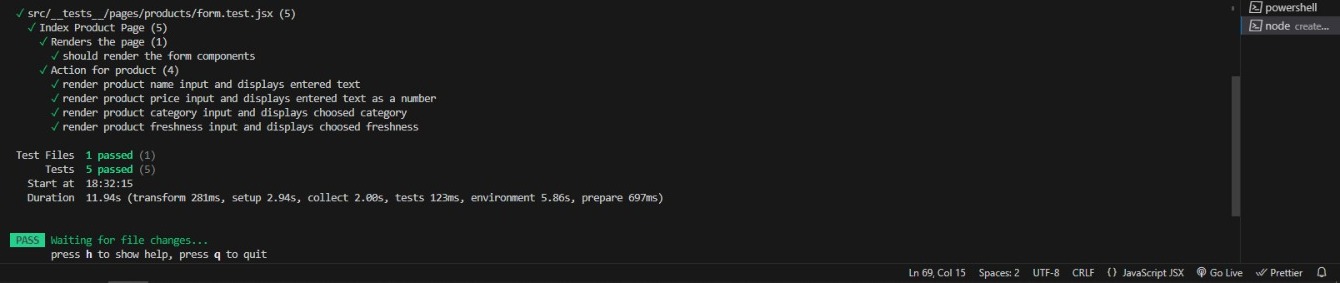 ✓ src/__tests__/pages/products/form.test.jsx (5)
✓ Index Product Page (5)
✓ Renders the page (1)
✓ should render the form components
✓ Action for product (4)
✓ render product name input and displays entered text
✓ render product price input and displays entered text as a number
✓ render product category input and displays choosed category
✓ render product freshness input and displays choosed freshness
Test Files 1 passed (1)
Tests 5 passed (5)
Start at 18:32:15
Duration 11.94s (transform 281ms, setup 2.94s, collect 2.00s, tests 123ms, environment 5.86s, prepare 697ms)
PASS Waiting for file changes...
press h to show help, press q to quit
powershell
node create...
Ln 69, Col 15 Spaces: 2 UTF-8 CRLF {} JavaScript JSX Go Live Prettier